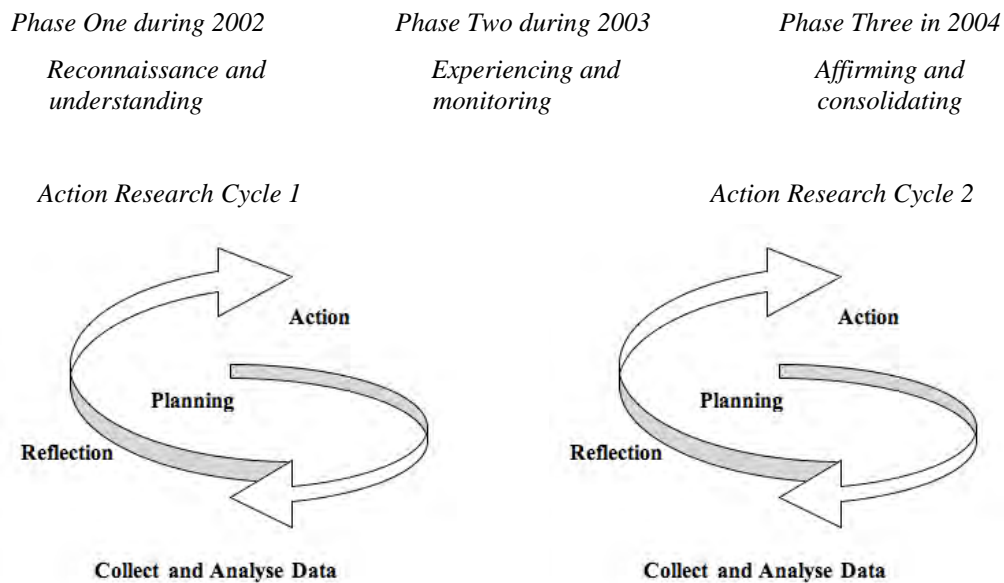 Phase One during 2002
Phase Two during 2003
Phase Three in 2004
Reconnaissance and
understanding
Experiencing and
monitoring
Affirming and
consolidating
Action Research Cycle 1
Action Research Cycle 2
Action
Planning
Reflection
Collect and Analyse Data
Action
Planning
Reflection
Collect and Analyse Data